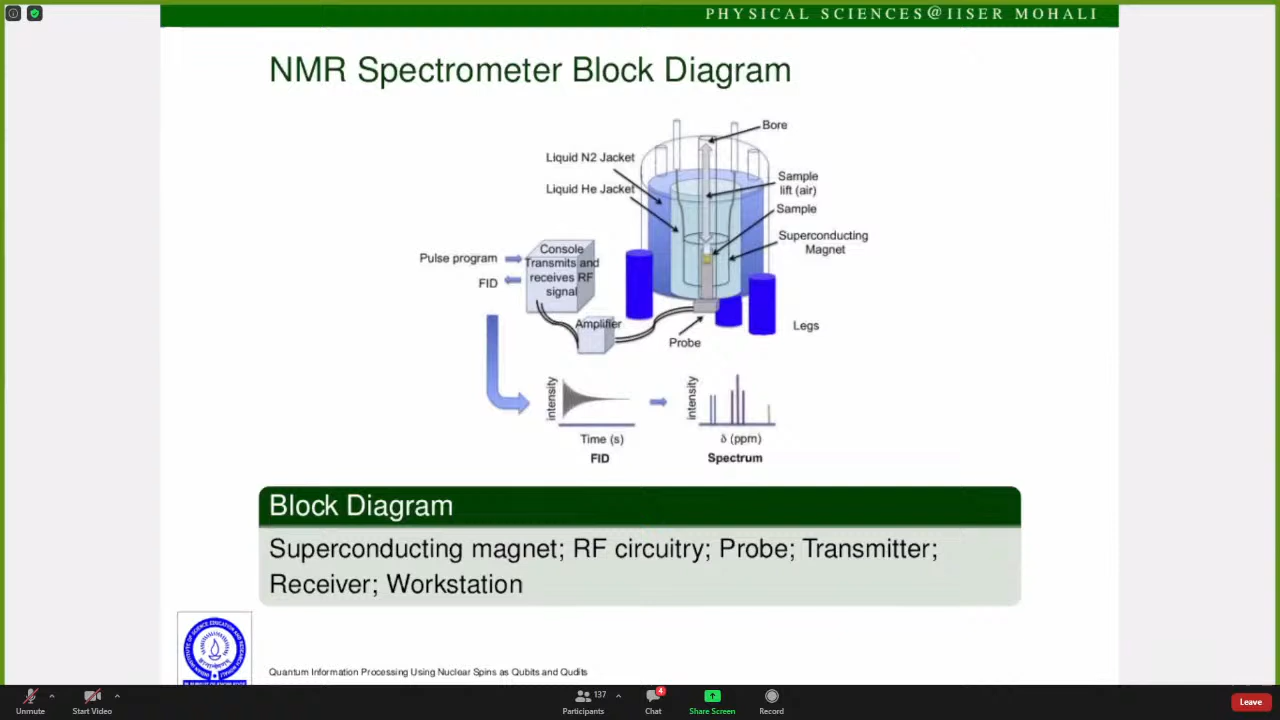 PHYSICAL SCIENCES@IISER MOHALI
NMR Spectrometer Block Diagram
Bore
Liquid N2 Jacket
Liquid He Jacket
Sample
lift (air)
Sample
Superconducting
Magnet
Pulse program
FID
Console
Transmits and
receives RF
signal
Amplifier
Probe
Legs
intensity
Time (s)
FID
intensity
δ (ppm)
Spectrum
Block Diagram
Superconducting magnet; RF circuitry; Probe; Transmitter;
Receiver; Workstation
Quantum Information Processing Using Nuclear Spins as Qubits and Qudits
Unmute
Start Video
137
Participants
4
Chat
Share Screen
Record
Leave